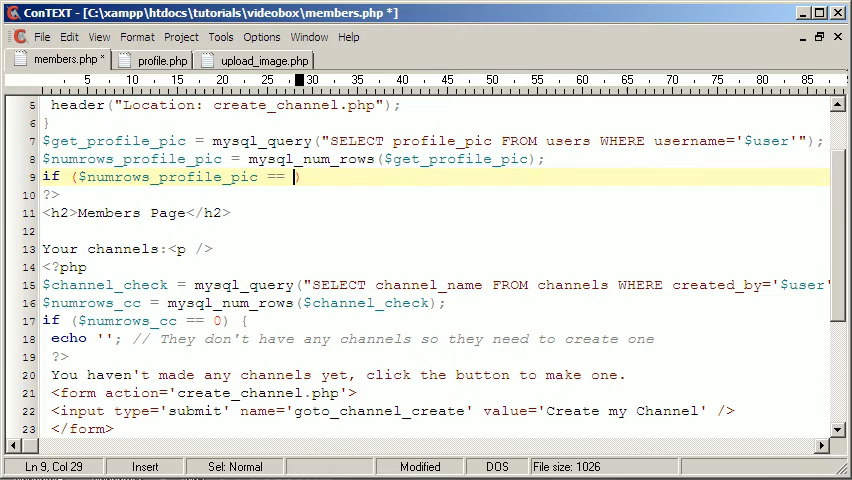 ConTEXT - [C:\xampp\htdocs\tutorials\videobox\members.php *]
File Edit View Format Project Tools Options Window Help
members.php * profile.php upload_image.php
5 10 15 20 25 30 35 40 45 50 55 60 65 70 75 80 85
5 header("Location: create_channel.php");
6 }
7 $get_profile_pic = mysql_query("SELECT profile_pic FROM users WHERE username='$user'");
8 $numrows_profile_pic = mysql_num_rows($get_profile_pic);
9 if ($numrows_profile_pic == )
10 ?>
11 <h2>Members Page</h2>
12
13 Your channels:<p />
14 <?php
15 $channel_check = mysql_query("SELECT channel_name FROM channels WHERE created_by='$user'
16 $numrows_cc = mysql_num_rows($channel_check);
17 if ($numrows_cc == 0) {
18 echo ''; // They don't have any channels so they need to create one
19 ?>
20 You haven't made any channels yet, click the button to make one.
21 <form action='create_channel.php'>
22 <input type='submit' name='goto_channel_create' value='Create my Channel' />
23 </form>
Ln 9, Col 29 Insert Sel: Normal Modified DOS File size: 1026